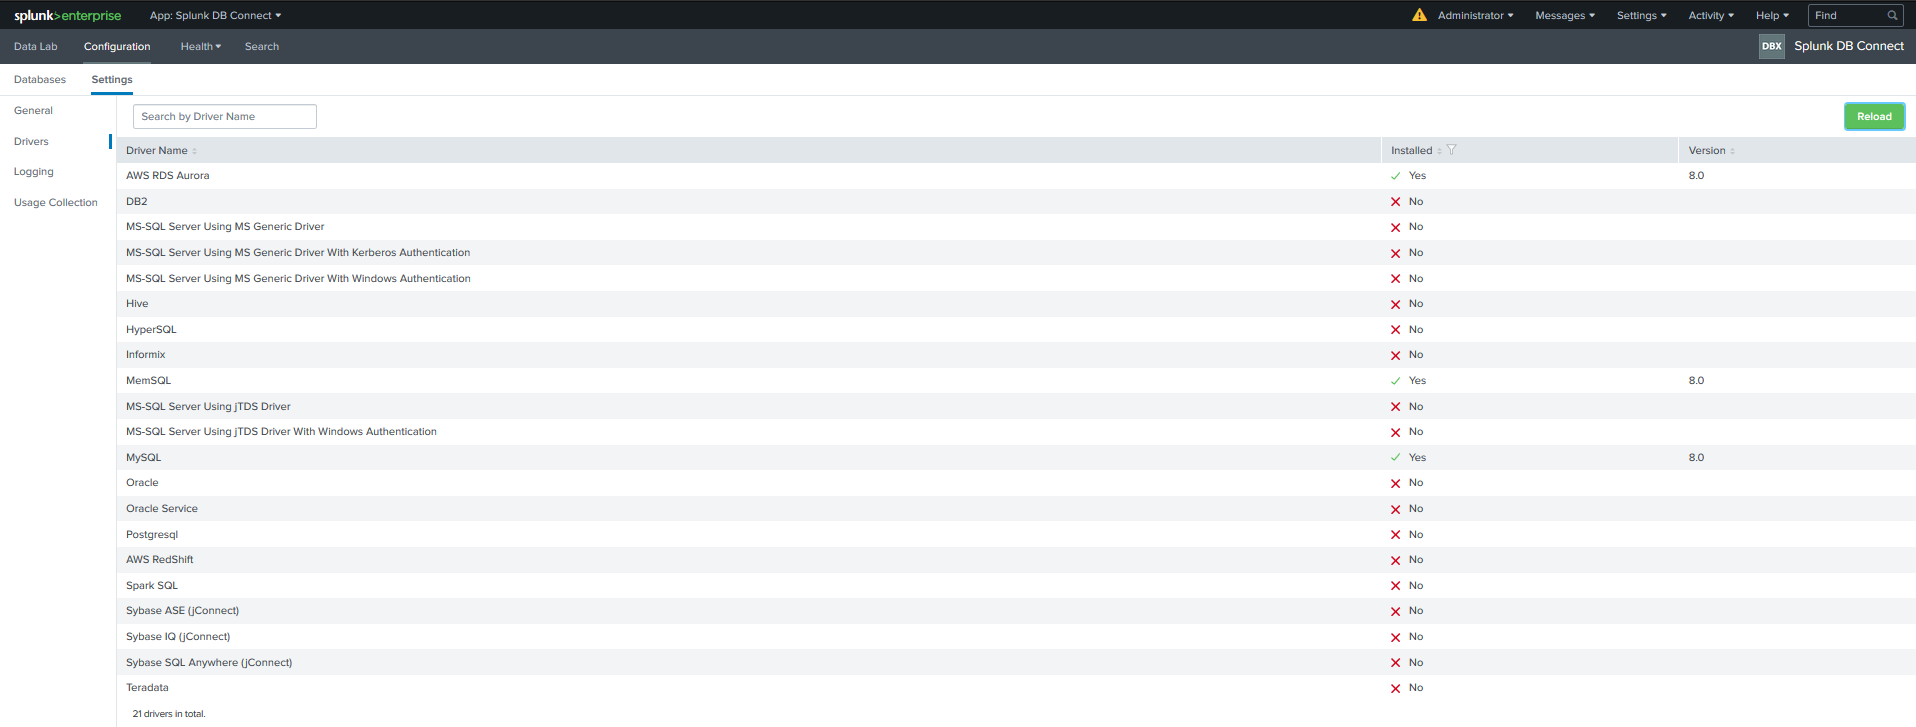 splunk>enterprise App: Splunk DB Connect Administrator Messages Settings Activity Help Find
Data Lab Configuration Health Search DBX Splunk DB Connect
Databases Settings
General
Drivers
Logging
Usage Collection
Search by Driver Name Reload
Driver Name Installed Version
AWS RDS Aurora Yes 8.0
DB2 No
MS-SQL Server Using MS Generic Driver No
MS-SQL Server Using MS Generic Driver With Kerberos Authentication No
MS-SQL Server Using MS Generic Driver With Windows Authentication No
Hive No
HyperSQL No
Informix No
MemSQL Yes 8.0
MS-SQL Server Using jTDS Driver No
MS-SQL Server Using jTDS Driver With Windows Authentication No
MySQL Yes 8.0
Oracle No
Oracle Service No
Postgresql No
AWS RedShift No
Spark SQL No
Sybase ASE (jConnect) No
Sybase IQ (jConnect) No
Sybase SQL Anywhere (jConnect) No
Teradata No
21 drivers in total.